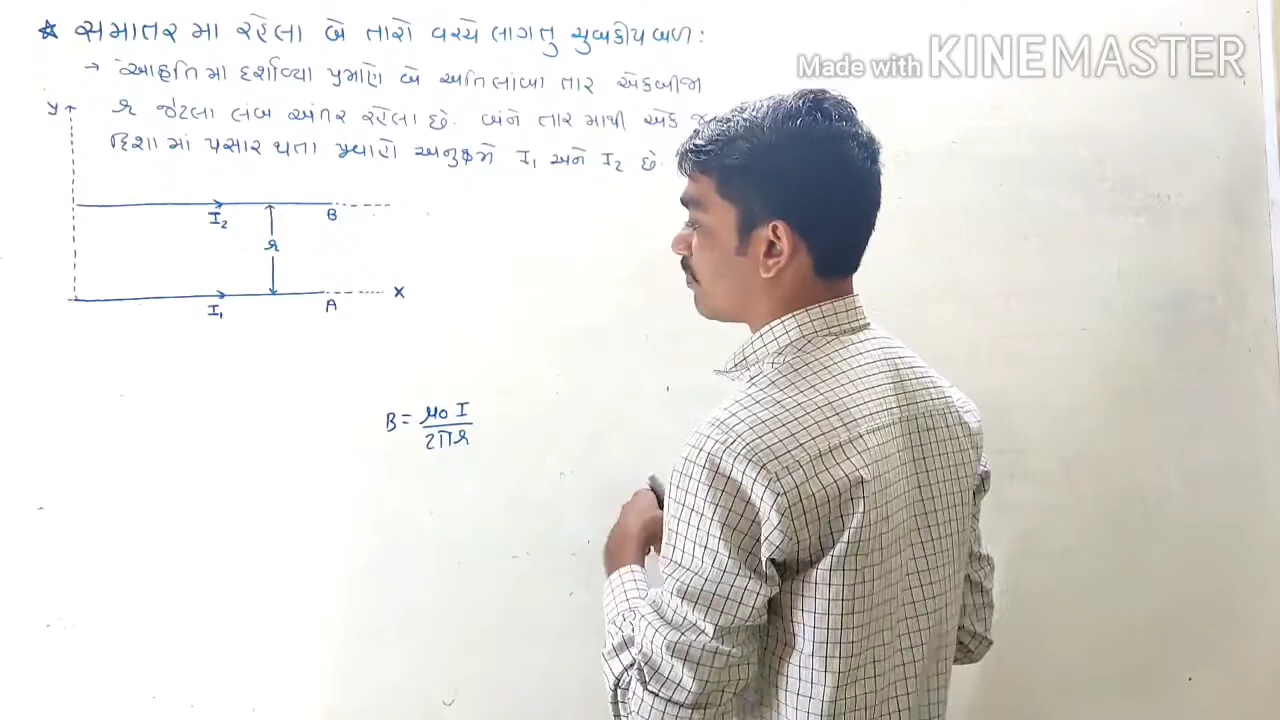 ☆ સમાતર મા રહેલા બે તારો વચ્ચે લાગતુ ચુંબકીય બળ :
Made with KINEMASTER
→ આકૃતિ માં દર્શાવ્યા પ્રમાણે બે અતિ લાંબા તાર એકબીજા
r જેટલા લંબ અંતર રહેલા છે. બંને તાર માથી એક જ
દિશા માં પસાર થતા પ્રવાહો અનુક્રમે I₁ અને I₂ છે.
y
I₂ B
r
I₁ A X
B = μ₀ I / 2πr